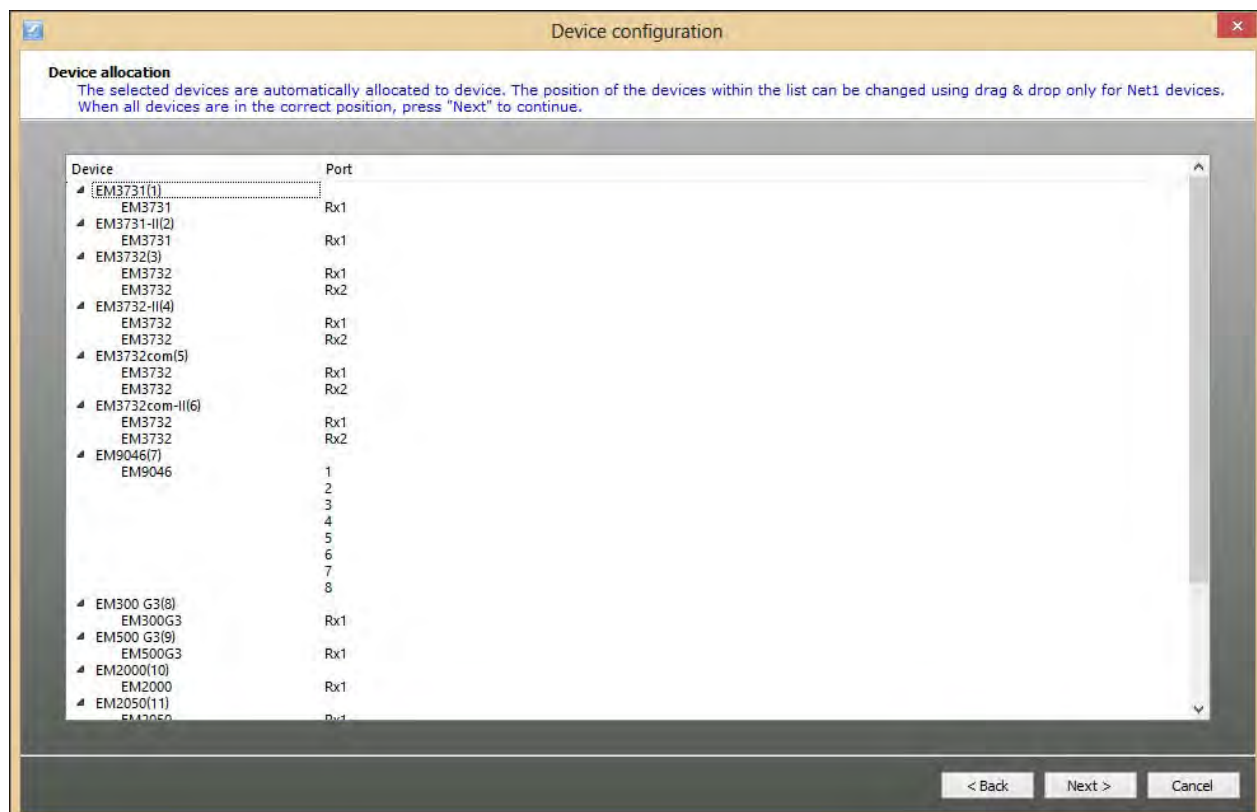 Device configuration
Device allocation
The selected devices are automatically allocated to device. The position of the devices within the list can be changed using drag & drop only for Net1 devices.
When all devices are in the correct position, press "Next" to continue.
Device Port
EM3731(1)
EM3731 Rx1
EM3731-II(2)
EM3731 Rx1
EM3732(3)
EM3732 Rx1
EM3732 Rx2
EM3732-II(4)
EM3732 Rx1
EM3732 Rx2
EM3732com(5)
EM3732 Rx1
EM3732 Rx2
EM3732com-II(6)
EM3732 Rx1
EM3732 Rx2
EM9046(7)
EM9046 1
2
3
4
5
6
7
8
EM300 G3(8)
EM300G3 Rx1
EM500 G3(9)
EM500G3 Rx1
EM2000(10)
EM2000 Rx1
EM2050(11)
EM2050 Rx1
< Back Next > Cancel